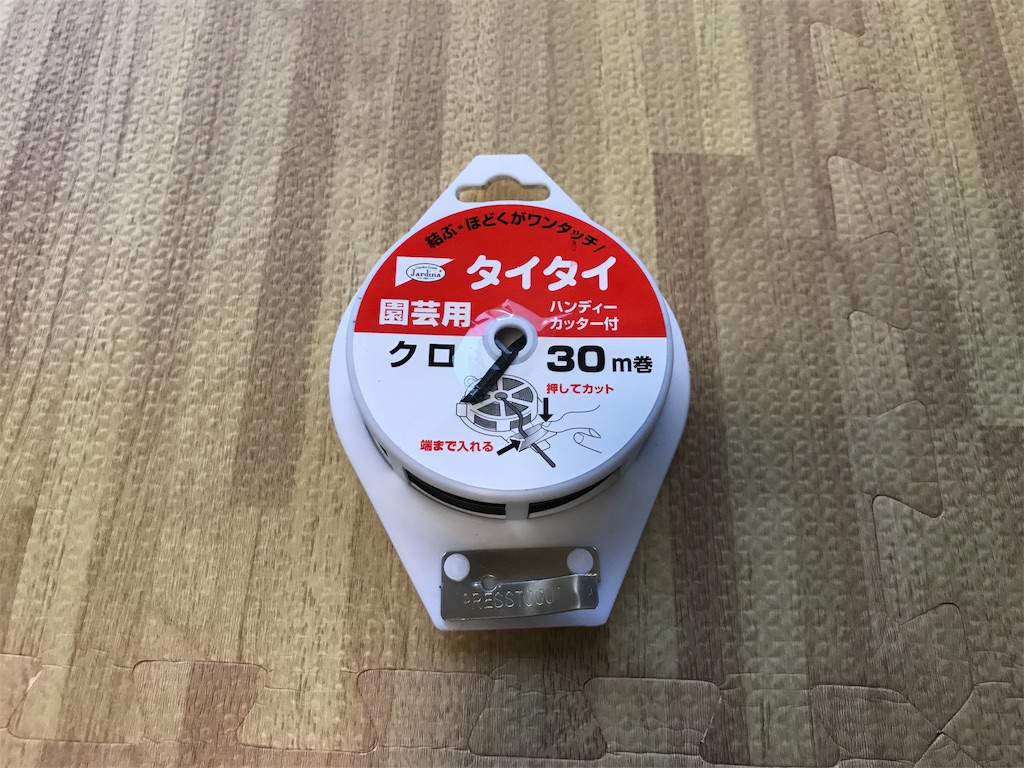 結ぶ・ほどくがワンタッチ!
Jardina
タイタイ
園芸用
ハンディー
カッター付
クロ
30m巻
押してカット
端まで入れる